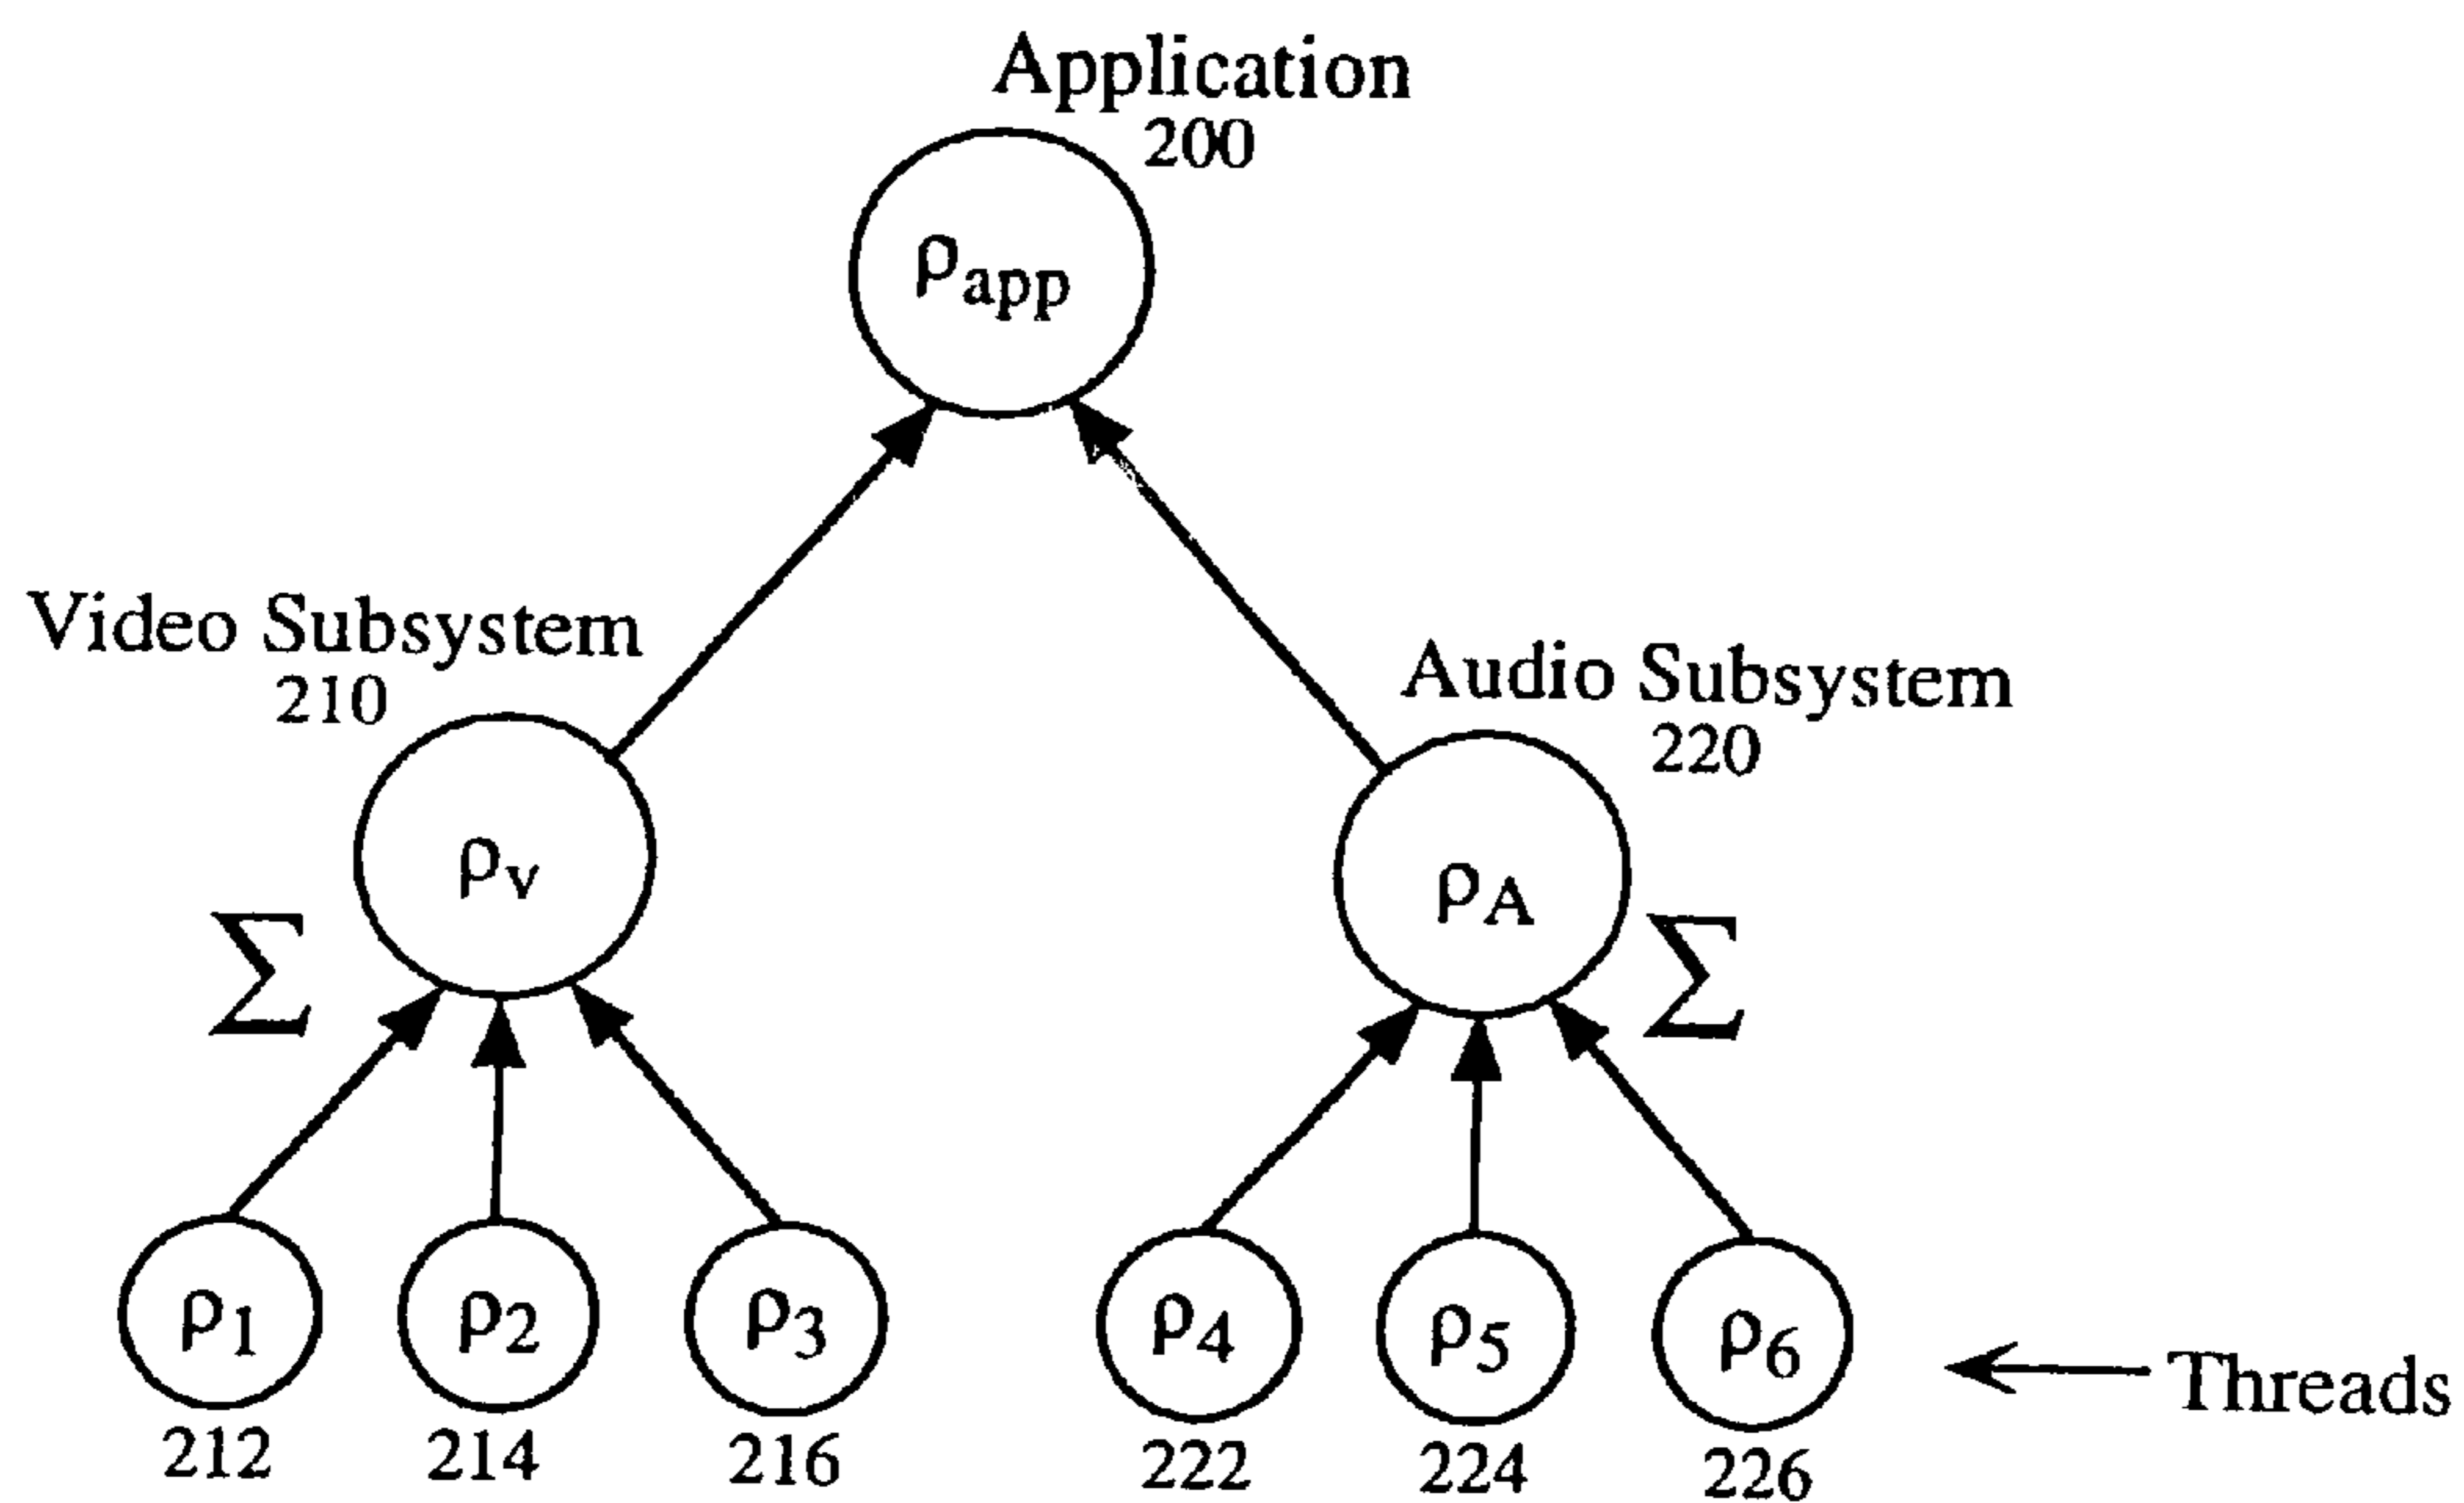 Application
200
ρapp
Video Subsystem
210
Audio Subsystem
220
ρv
ρA
Σ
Σ
ρ1
ρ2
ρ3
ρ4
ρ5
ρ6
Threads
212
214
216
222
224
226